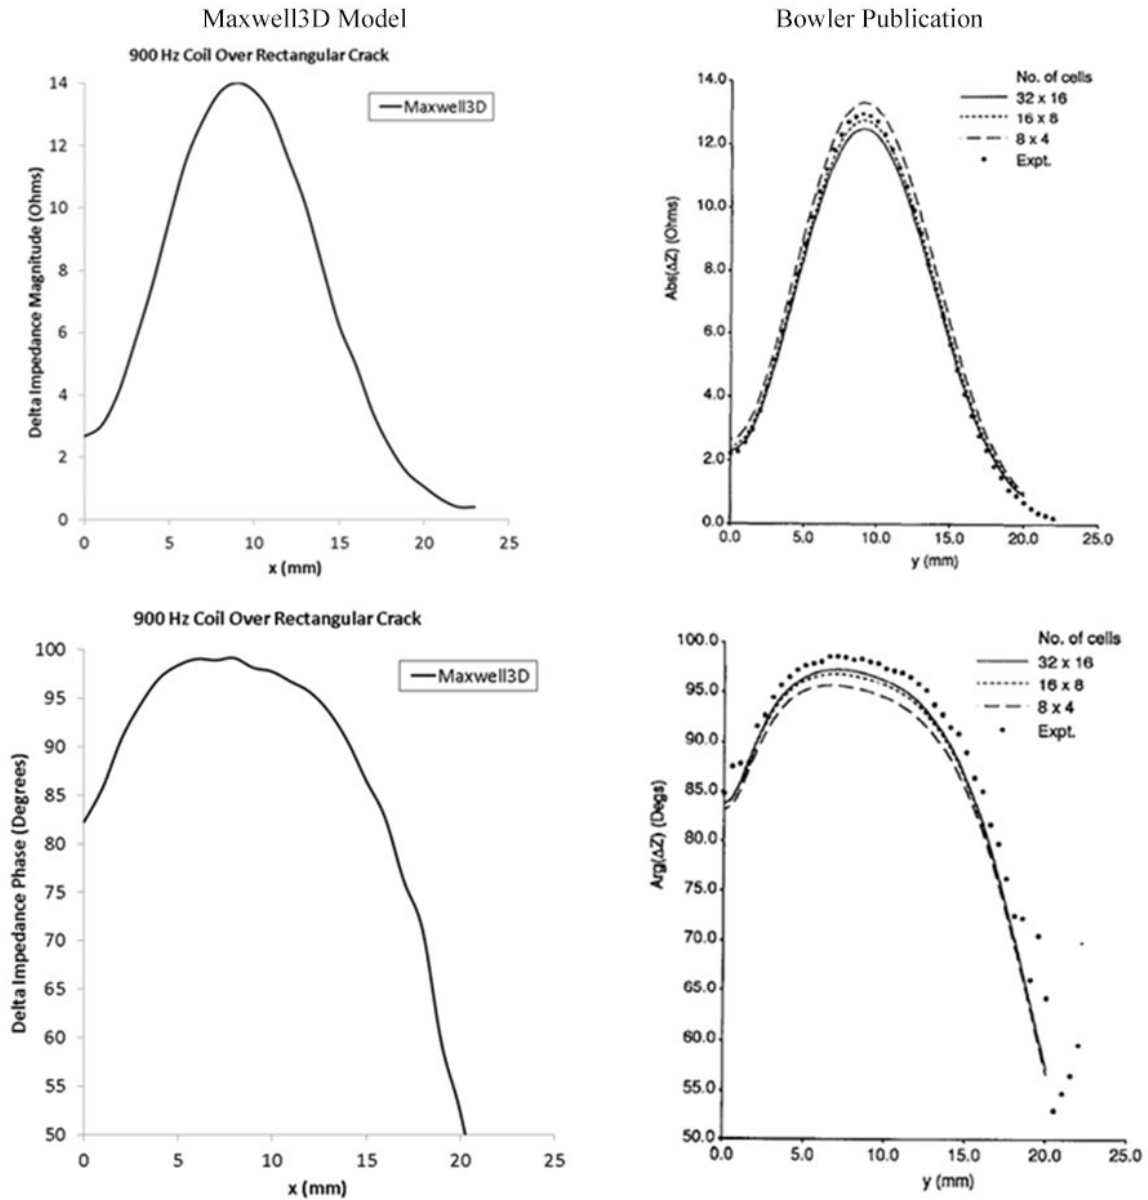 Maxwell3D Model
Bowler Publication
900 Hz Coil Over Rectangular Crack
Maxwell3D
Delta Impedance Magnitude (Ohms)
14
12
10
8
6
4
2
0
0 5 10 15 20 25
x (mm)
No. of cells
32 x 16
16 x 8
8 x 4
Expt.
Abs(ΔZ) (Ohms)
14.0
12.0
10.0
8.0
6.0
4.0
2.0
0.0
0.0 5.0 10.0 15.0 20.0 25.0
y (mm)
900 Hz Coil Over Rectangular Crack
Maxwell3D
Delta Impedance Phase (Degrees)
100
95
90
85
80
75
70
65
60
55
50
0 5 10 15 20 25
x (mm)
No. of cells
32 x 16
16 x 8
8 x 4
Expt.
Arg(ΔZ) (Degs)
100.0
95.0
90.0
85.0
80.0
75.0
70.0
65.0
60.0
55.0
50.0
0.0 5.0 10.0 15.0 20.0 25.0
y (mm)